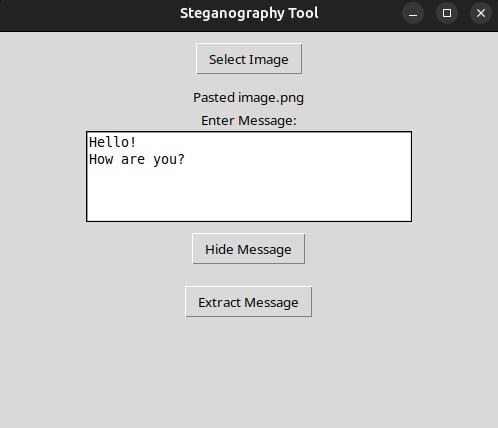 Steganography Tool
Select Image
Pasted image.png
Enter Message:
Hello!
How are you?
Hide Message
Extract Message